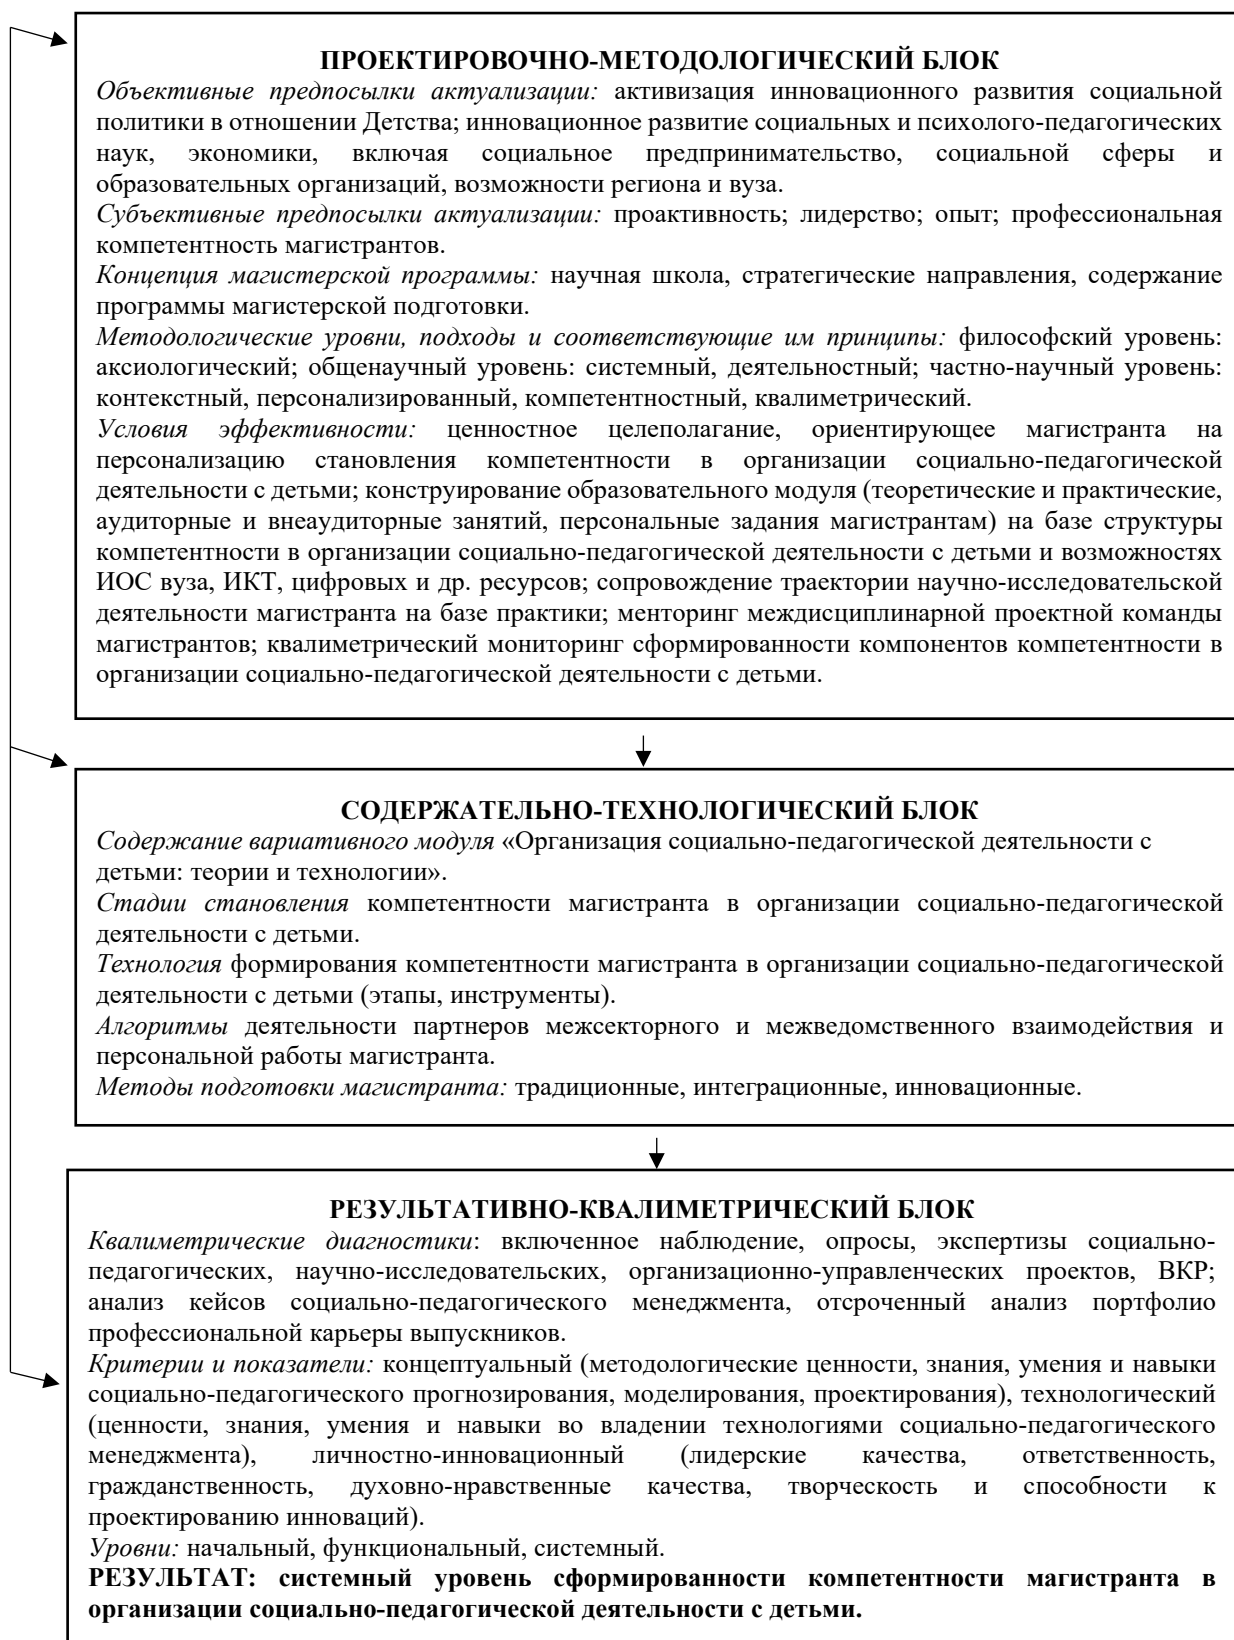 ПРОЕКТИРОВОЧНО-МЕТОДОЛОГИЧЕСКИЙ БЛОК
Объективные предпосылки актуализации: активизация инновационного развития социальной
политики в отношении Детства; инновационное развитие социальных и психолого-педагогических
наук, экономики, включая социальное предпринимательство, социальной сферы и
образовательных организаций, возможности региона и вуза.
Субъективные предпосылки актуализации: проактивность; лидерство; опыт; профессиональная
компетентность магистрантов.
Концепция магистерской программы: научная школа, стратегические направления, содержание
программы магистерской подготовки.
Методологические уровни, подходы и соответствующие им принципы: философский уровень:
аксиологический; общенаучный уровень: системный, деятельностный; частно-научный уровень:
контекстный, персонализированный, компетентностный, квалиметрический.
Условия эффективности: ценностное целеполагание, ориентирующее магистранта на
персонализацию становления компетентности в организации социально-педагогической
деятельности с детьми; конструирование образовательного модуля (теоретические и практические,
аудиторные и внеаудиторные занятий, персональные задания магистрантам) на базе структуры
компетентности в организации социально-педагогической деятельности с детьми и возможностях
ИОС вуза, ИКТ, цифровых и др. ресурсов; сопровождение траектории научно-исследовательской
деятельности магистранта на базе практики; менторинг междисциплинарной проектной команды
магистрантов; квалиметрический мониторинг сформированности компонентов компетентности в
организации социально-педагогической деятельности с детьми.
СОДЕРЖАТЕЛЬНО-ТЕХНОЛОГИЧЕСКИЙ БЛОК
Содержание вариативного модуля «Организация социально-педагогической деятельности с
детьми: теории и технологии».
Стадии становления компетентности магистранта в организации социально-педагогической
деятельности с детьми.
Технология формирования компетентности магистранта в организации социально-педагогической
деятельности с детьми (этапы, инструменты).
Алгоритмы деятельности партнеров межсекторного и межведомственного взаимодействия и
персональной работы магистранта.
Методы подготовки магистранта: традиционные, интеграционные, инновационные.
РЕЗУЛЬТАТИВНО-КВАЛИМЕТРИЧЕСКИЙ БЛОК
Квалиметрические диагностики: включенное наблюдение, опросы, экспертизы социально-
педагогических, научно-исследовательских, организационно-управленческих проектов, ВКР;
анализ кейсов социально-педагогического менеджмента, отсроченный анализ портфолио
профессиональной карьеры выпускников.
Критерии и показатели: концептуальный (методологические ценности, знания, умения и навыки
социально-педагогического прогнозирования, моделирования, проектирования), технологический
(ценности, знания, умения и навыки во владении технологиями социально-педагогического
менеджмента), личностно-инновационный (лидерские качества, ответственность,
гражданственность, духовно-нравственные качества, творческость и способности к
проектированию инноваций).
Уровни: начальный, функциональный, системный.
РЕЗУЛЬТАТ: системный уровень сформированности компетентности магистранта в
организации социально-педагогической деятельности с детьми.